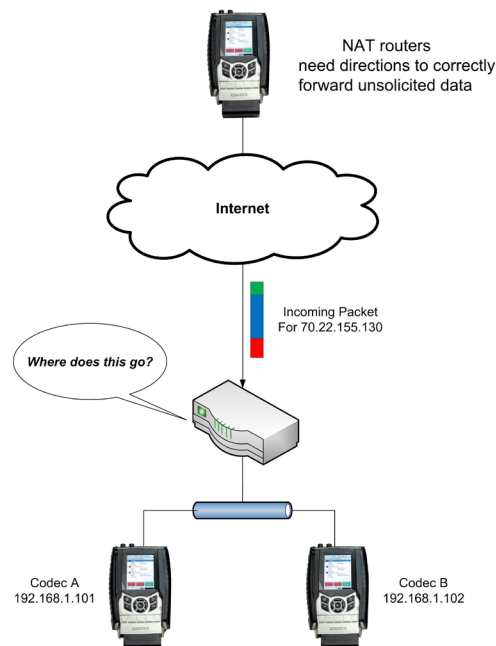 NAT routers
need directions to correctly
forward unsolicited data
Internet
Incoming Packet
For 70.22.155.130
Where does this go?
Codec A
192.168.1.101
Codec B
192.168.1.102